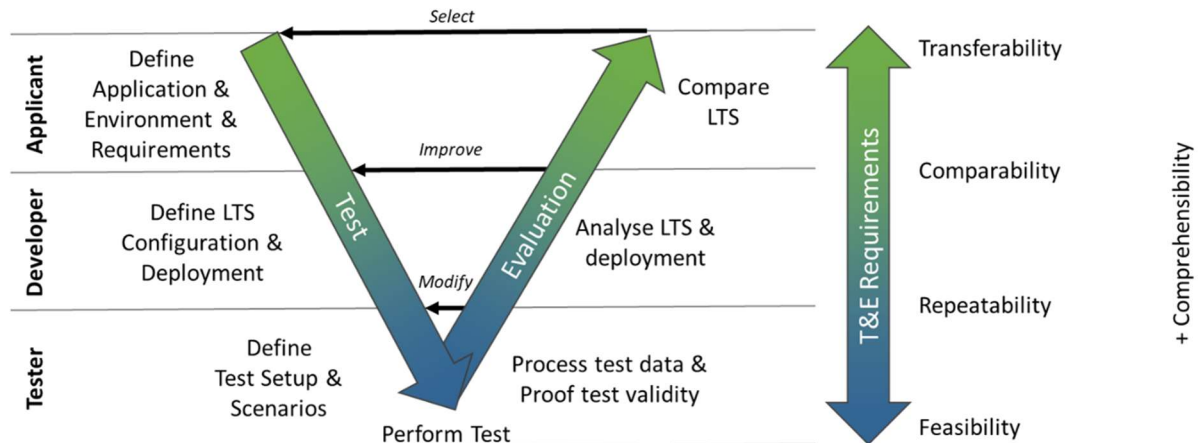 Select
Applicant
Define
Application &
Environment &
Requirements
Compare
LTS
Improve
Developer
Define LTS
Configuration &
Deployment
Test
Evaluation
Analyse LTS &
deployment
Modify
Tester
Define
Test Setup &
Scenarios
Process test data &
Proof test validity
Perform Test
T&E Requirements
Transferability
Comparability
Repeatability
Feasibility
+ Comprehensibility